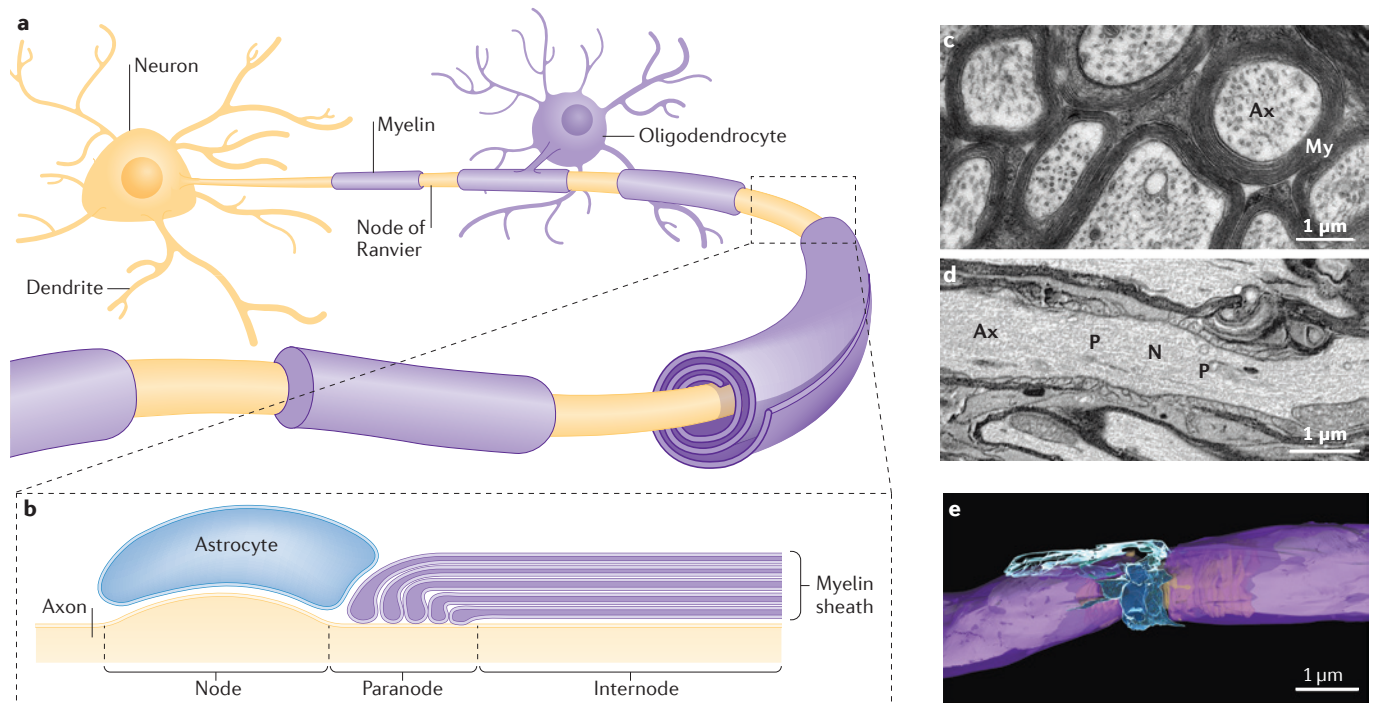 a
Neuron
Myelin
Oligodendrocyte
Node of
Ranvier
Dendrite
b
Astrocyte
Axon
Myelin
sheath
Node
Paranode
Internode
c
Ax
My
1 µm
d
Ax
P
N
P
1 µm
e
1 µm